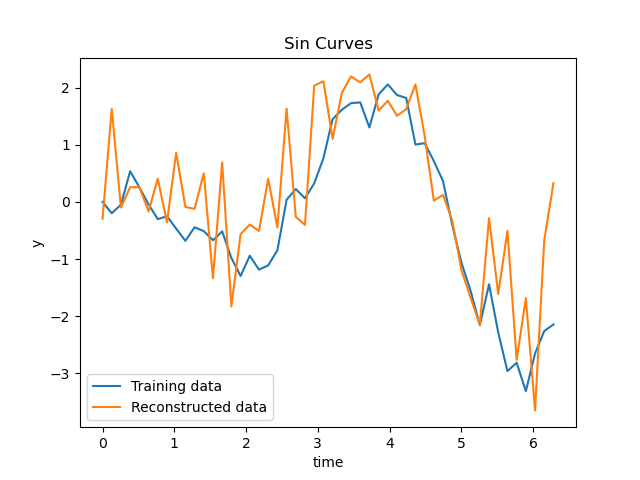 Sin Curves
y
2
1
0
−1
−2
−3
Training data
Reconstructed data
0 1 2 3 4 5 6
time